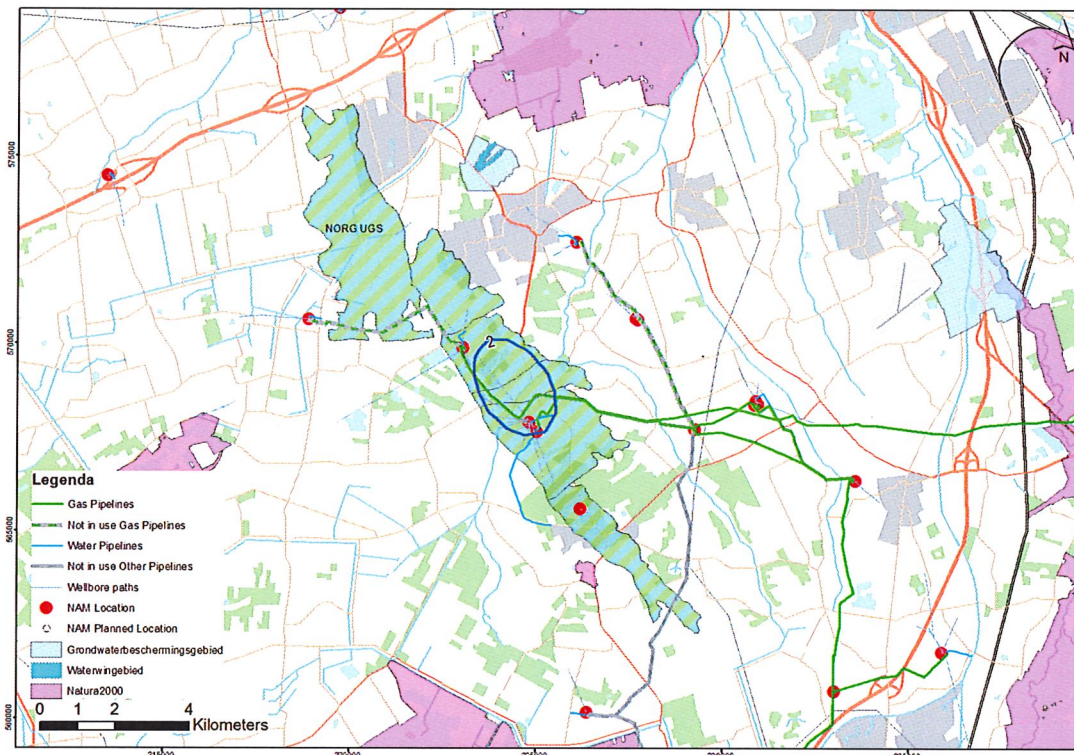 N
575000
NORG UGS
570000
2
565000
560000
Legenda
Gas Pipelines
Not in use Gas Pipelines
Water Pipelines
Not in use Other Pipelines
Wellbore paths
NAM Location
NAM Planned Location
Grondwaterbeschermingsgebied
Waterwingebied
Natura2000
0 1 2 4
Kilometers